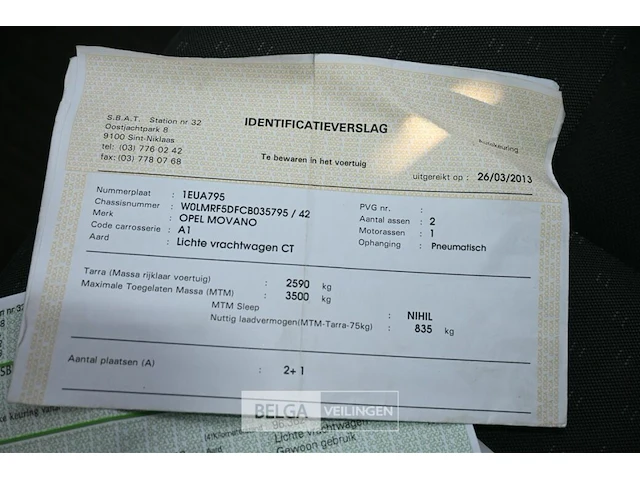 S.B.A.T. Station nr 32
Oostjachtpark 8
9100 Sint-Niklaas
tel: (03) 776 02 42
fax: (03) 778 07 68
IDENTIFICATIEVERSLAG
Te bewaren in het voertuig
uitgereikt op : 26/03/2013
Nummerplaat : 1EUA795
Chassisnummer : W0LMRF5DFCB035795 / 42
Merk : OPEL MOVANO
Code carrosserie : A1
Aard : Lichte vrachtwagen CT
PVG nr. :
Aantal assen : 2
Motorassen : 1
Ophanging : Pneumatisch
Tarra (Massa rijklaar voertuig) : 2590 kg
Maximale Toegelaten Massa (MTM) : 3500 kg
MTM Sleep : NIHIL
Nuttig laadvermogen(MTM-Tarra-75kg) : 835 kg
Aantal plaatsen (A) : 2+1
BELGA VEILINGEN
nr 32
Lichte vrachtwagen
Gewoon gebruik